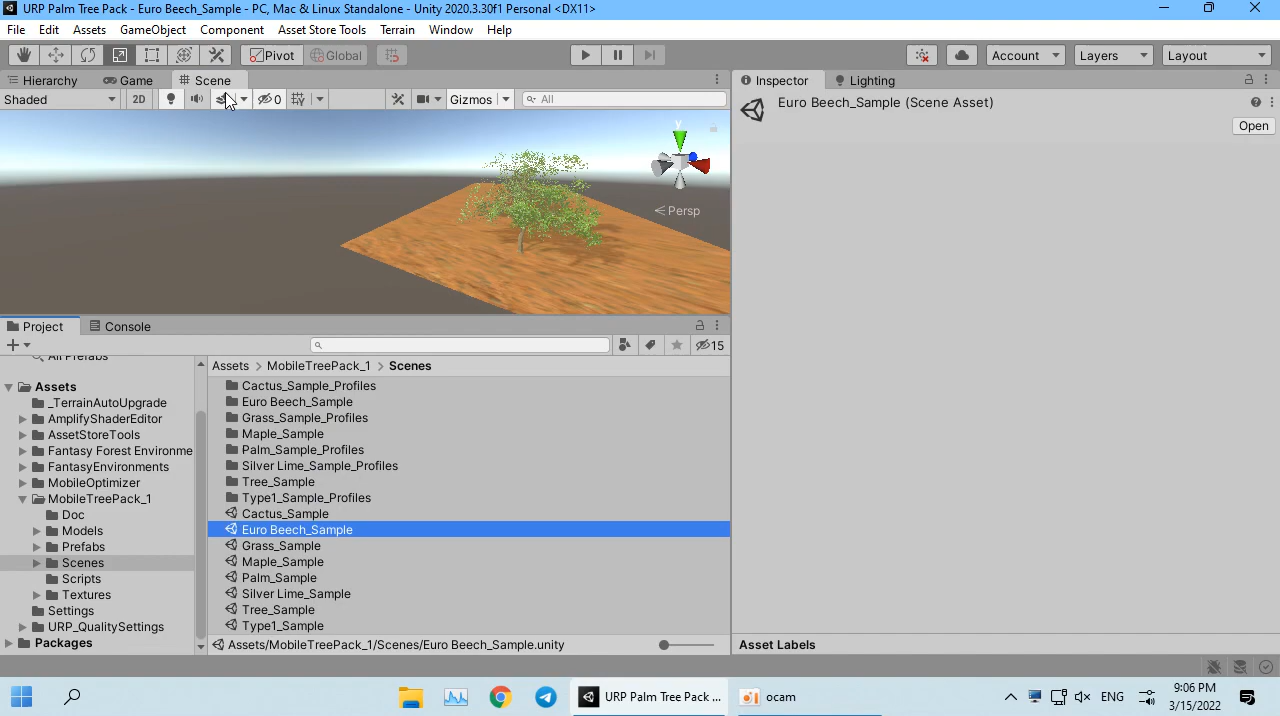 URP Palm Tree Pack - Euro Beech_Sample - PC, Mac & Linux Standalone - Unity 2020.3.30f1 Personal <DX11>
File Edit Assets GameObject Component Asset Store Tools Terrain Window Help
Pivot Global Account Layers Layout
Hierarchy Game Scene Inspector Lighting
Shaded 2D 0 Gizmos All
Euro Beech_Sample (Scene Asset)
Open
y
Persp
Project Console
15
All Prefabs
Assets > MobileTreePack_1 > Scenes
Assets
_TerrainAutoUpgrade
AmplifyShaderEditor
AssetStoreTools
Fantasy Forest Environme
FantasyEnvironments
MobileOptimizer
MobileTreePack_1
Doc
Models
Prefabs
Scenes
Scripts
Textures
Settings
URP_QualitySettings
Packages
Cactus_Sample_Profiles
Euro Beech_Sample
Grass_Sample_Profiles
Maple_Sample
Palm_Sample_Profiles
Silver Lime_Sample_Profiles
Tree_Sample
Type1_Sample_Profiles
Cactus_Sample
Euro Beech_Sample
Grass_Sample
Maple_Sample
Palm_Sample
Silver Lime_Sample
Tree_Sample
Type1_Sample
Assets/MobileTreePack_1/Scenes/Euro Beech_Sample.unity
Asset Labels
URP Palm Tree Pack ... ocam ENG 9:06 PM
3/15/2022